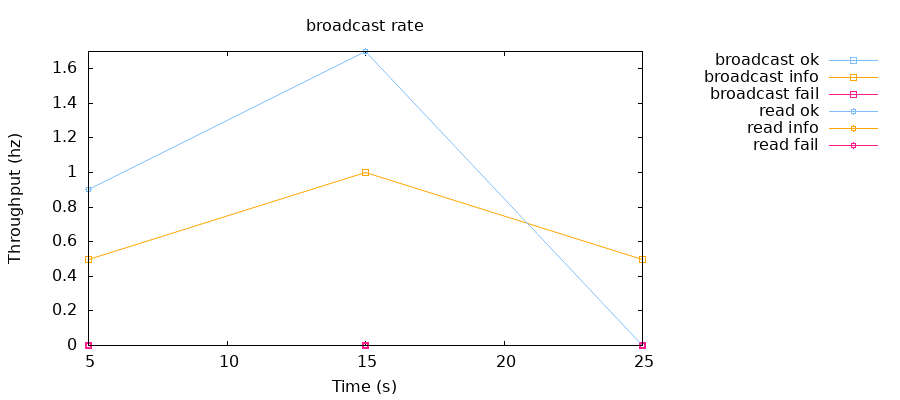 broadcast rate
broadcast ok
broadcast info
broadcast fail
read ok
read info
read fail
Throughput (hz)
1.6
1.4
1.2
1
0.8
0.6
0.4
0.2
0
5 10 15 20 25
Time (s)